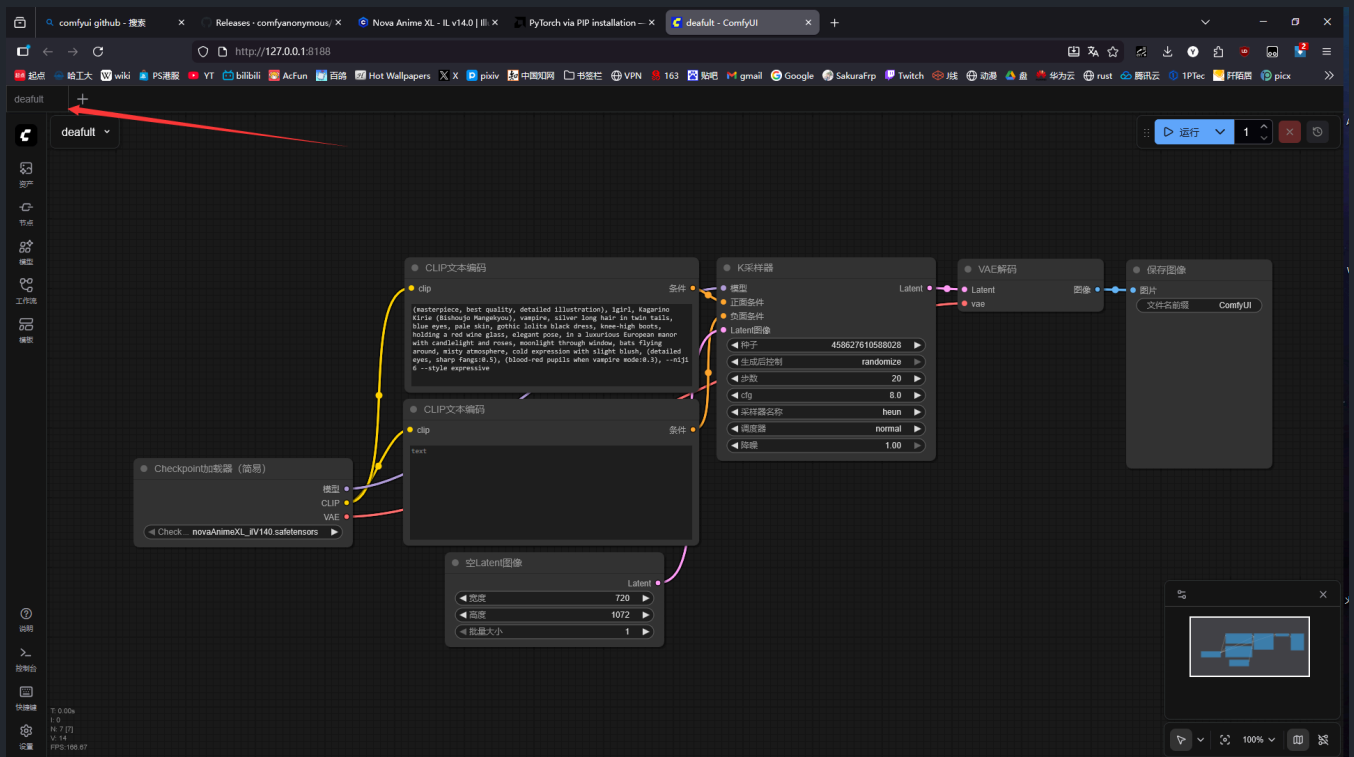 comfyui github - 搜索
Releases · comfyanonymous/
Nova Anime XL - IL v14.0 | Ill
PyTorch via PIP installation —
deafult - ComfyUI
http://127.0.0.1:8188
起点 哈工大 wiki PS港服 YT bilibili AcFun 百鸽 Hot Wallpapers X pixiv 中国知网 书签栏 VPN 163 贴吧 gmail Google SakuraFrp Twitch J线 动漫 盘 华为云 rust 腾讯云 1PTec 阡陌居 picx
deafult
deafult
运行
1
资产
节点
模型
工作流
模板
CLIP文本编码
clip
条件
(masterpiece, best quality, detailed illustration), 1girl, Kagarino
Kirie (Bishoujo Mangekyou), vampire, silver long hair in twin tails,
blue eyes, pale skin, gothic lolita black dress, knee-high boots,
holding a red wine glass, elegant pose, in a luxurious European manor
with candlelight and roses, moonlight through window, bats flying
around, misty atmosphere, cold expression with slight blush, (detailed
eyes, sharp fangs:0.5), (blood-red pupils when vampire mode:0.3), --niji
6 --style expressive
CLIP文本编码
clip
条件
text
K采样器
模型
Latent
正面条件
负面条件
Latent图像
种子 458627610588028
生成后控制 randomize
步数 20
cfg 8.0
采样器名称 heun
调度器 normal
降噪 1.00
VAE解码
Latent
图像
vae
保存图像
图片
文件名前缀 ComfyUI
Checkpoint加载器（简易）
模型
CLIP
VAE
Check... novaAnimeXL_ilV140.safetensors
空Latent图像
Latent
宽度 720
高度 1072
批量大小 1
说明
控制台
快捷键
设置
T: 0.00s
I: 0
N: 7 [7]
V: 14
FPS:166.67
100%